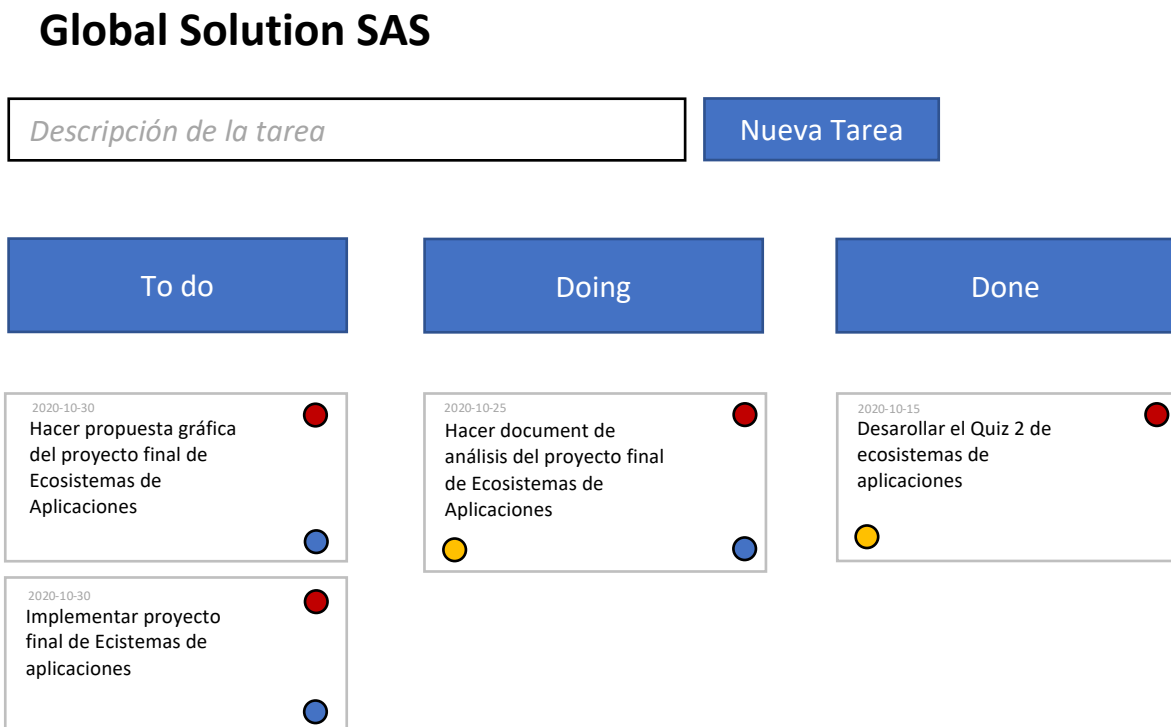 Global Solution SAS
Descripción de la tarea
Nueva Tarea
To do
Doing
Done
2020-10-30
Hacer propuesta gráfica
del proyecto final de
Ecosistemas de
Aplicaciones
2020-10-30
Implementar proyecto
final de Ecistemas de
aplicaciones
2020-10-25
Hacer document de
análisis del proyecto final
de Ecosistemas de
Aplicaciones
2020-10-15
Desarollar el Quiz 2 de
ecosistemas de
aplicaciones